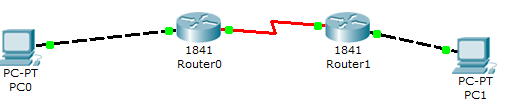 1841
Router0
1841
Router1
PC-PT
PC0
PC-PT
PC1